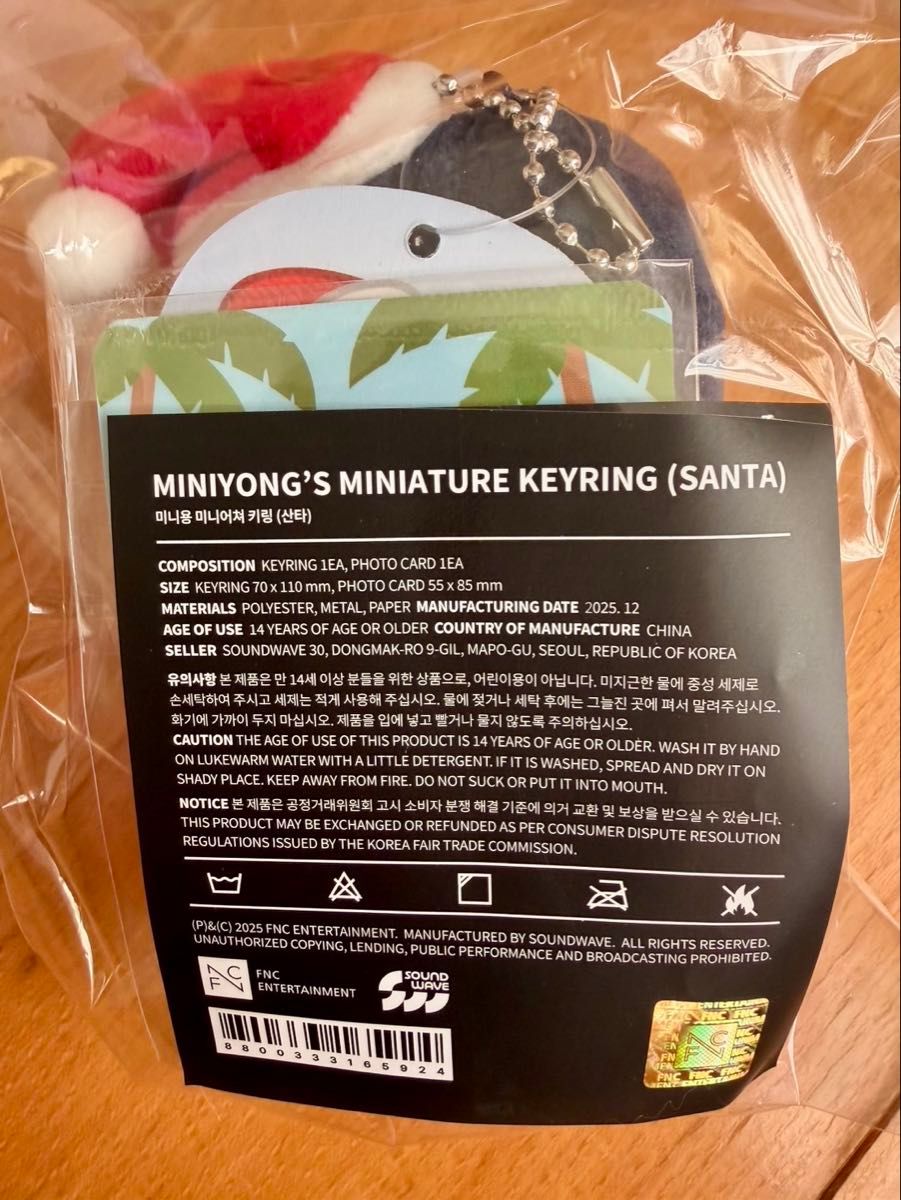 MINIYONG'S MINIATURE KEYRING (SANTA)
미니용 미니어쳐 키링 (산타)
COMPOSITION KEYRING 1EA, PHOTO CARD 1EA
SIZE KEYRING 70 x 110 mm, PHOTO CARD 55 x 85 mm
MATERIALS POLYESTER, METAL, PAPER MANUFACTURING DATE 2025. 12
AGE OF USE 14 YEARS OF AGE OR OLDER COUNTRY OF MANUFACTURE CHINA
SELLER SOUNDWAVE 30, DONGMAK-RO 9-GIL, MAPO-GU, SEOUL, REPUBLIC OF KOREA
유의사항 본 제품은 만 14세 이상 분들을 위한 상품으로, 어린이용이 아닙니다. 미지근한 물에 중성 세제로
손세탁하여 주시고 세제는 적게 사용해 주십시오. 물에 젖거나 세탁 후에는 그늘진 곳에 펴서 말려주십시오.
화기에 가까이 두지 마십시오. 제품을 입에 넣고 빨거나 물지 않도록 주의하십시오.
CAUTION THE AGE OF USE OF THIS PRODUCT IS 14 YEARS OF AGE OR OLDER. WASH IT BY HAND
ON LUKEWARM WATER WITH A LITTLE DETERGENT. IF IT IS WASHED, SPREAD AND DRY IT ON
SHADY PLACE. KEEP AWAY FROM FIRE. DO NOT SUCK OR PUT IT INTO MOUTH.
NOTICE 본 제품은 공정거래위원회 고시 소비자 분쟁 해결 기준에 의거 교환 및 보상을 받으실 수 있습니다.
THIS PRODUCT MAY BE EXCHANGED OR REFUNDED AS PER CONSUMER DISPUTE RESOLUTION
REGULATIONS ISSUED BY THE KOREA FAIR TRADE COMMISSION.
(P)&(C) 2025 FNC ENTERTAINMENT. MANUFACTURED BY SOUNDWAVE. ALL RIGHTS RESERVED.
UNAUTHORIZED COPYING, LENDING, PUBLIC PERFORMANCE AND BROADCASTING PROHIBITED.
FNC
FNC
ENTERTAINMENT
SOUND
WAVE
8800333165924
ENTERTAINMENT
FNC FNC
FNC
FNC FNC FNC